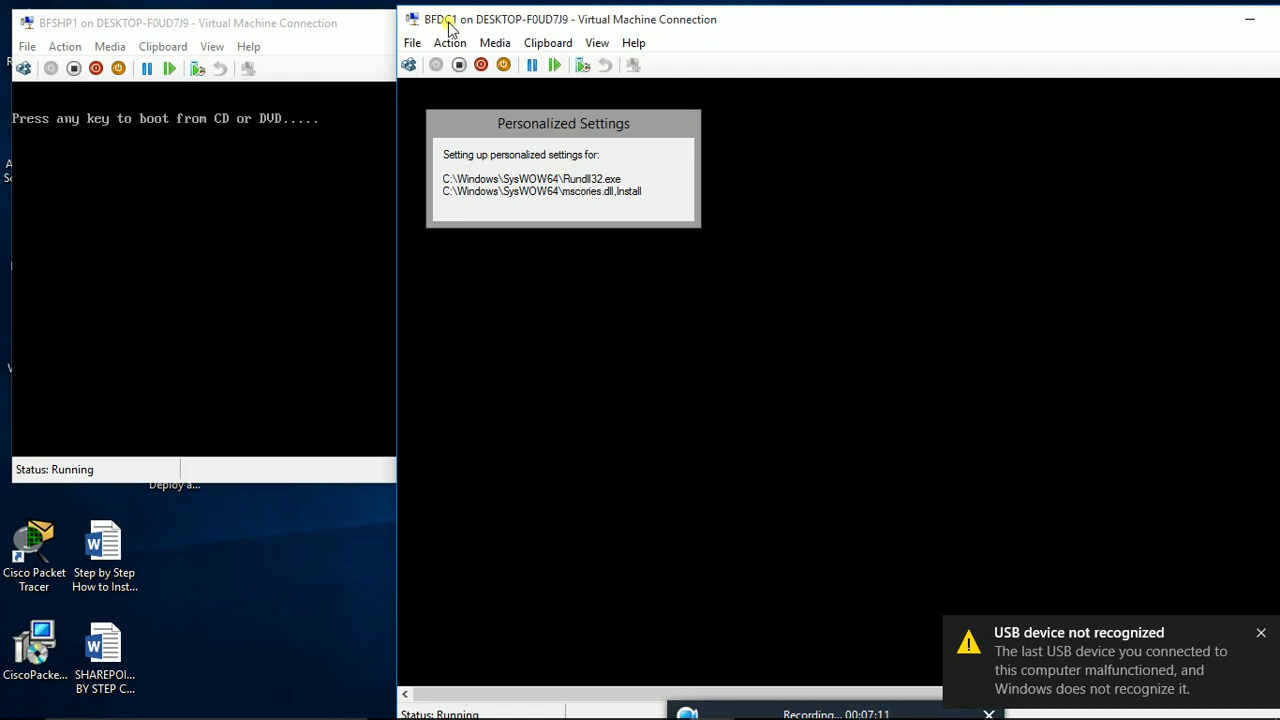 BFSHP1 on DESKTOP-F0UD7J9 - Virtual Machine Connection
File Action Media Clipboard View Help
Press any key to boot from CD or DVD.....
Status: Running
BFDC1 on DESKTOP-F0UD7J9 - Virtual Machine Connection
File Action Media Clipboard View Help
Personalized Settings
Setting up personalized settings for:
C:\Windows\SysWOW64\Rundll32.exe
C:\Windows\SysWOW64\mscories.dll,Install
Status: Running
Deploy a...
Cisco Packet
Tracer
Step by Step
How to Inst...
CiscoPacke...
SHAREPOI...
BY STEP C...
USB device not recognized
The last USB device you connected to
this computer malfunctioned, and
Windows does not recognize it.
Recording... 00:07:11